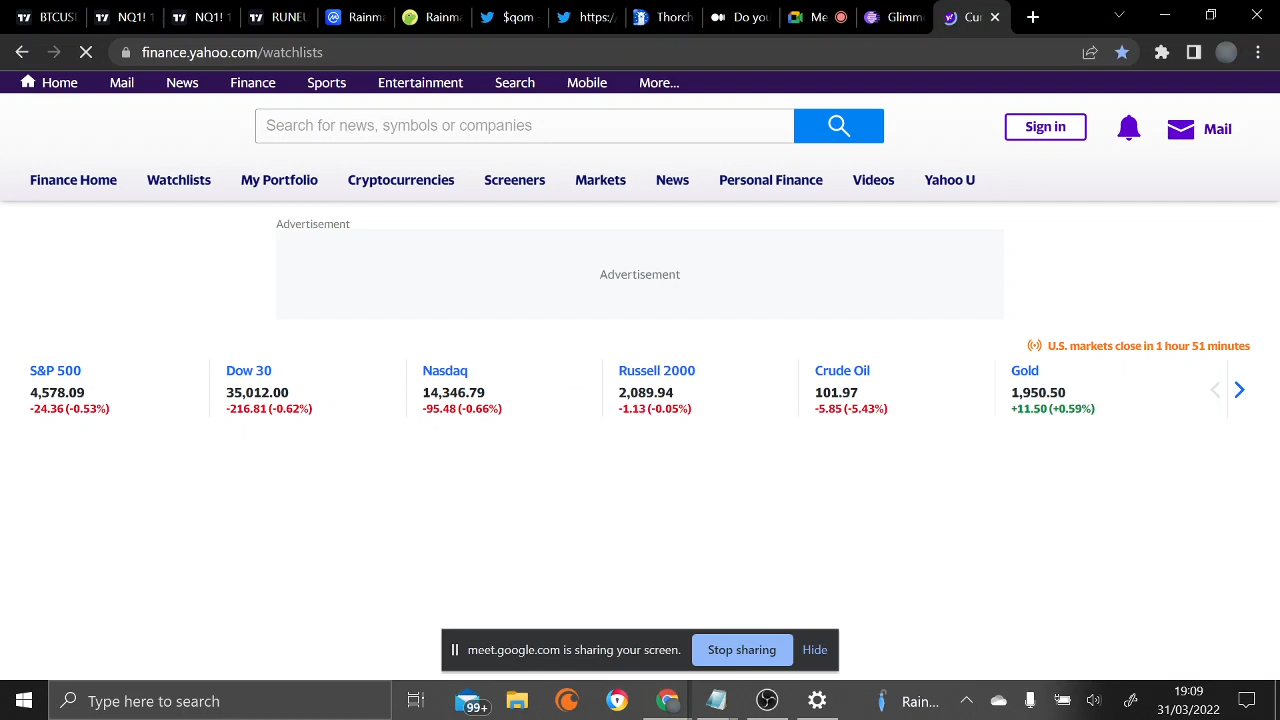 BTCUS
NQ1! 1
NQ1! 1
RUNEU
Rainm
Rainm
$qom
https:/
Thorch
Do you
Me
Glimm
Cur
finance.yahoo.com/watchlists
Home Mail News Finance Sports Entertainment Search Mobile More...
Search for news, symbols or companies
Sign in
Mail
Finance Home Watchlists My Portfolio Cryptocurrencies Screeners Markets News Personal Finance Videos Yahoo U
Advertisement
Advertisement
U.S. markets close in 1 hour 51 minutes
S&P 500
4,578.09
-24.36 (-0.53%)
Dow 30
35,012.00
-216.81 (-0.62%)
Nasdaq
14,346.79
-95.48 (-0.66%)
Russell 2000
2,089.94
-1.13 (-0.05%)
Crude Oil
101.97
-5.85 (-5.43%)
Gold
1,950.50
+11.50 (+0.59%)
meet.google.com is sharing your screen. Stop sharing Hide
Type here to search
99+
Rain...
19:09
31/03/2022